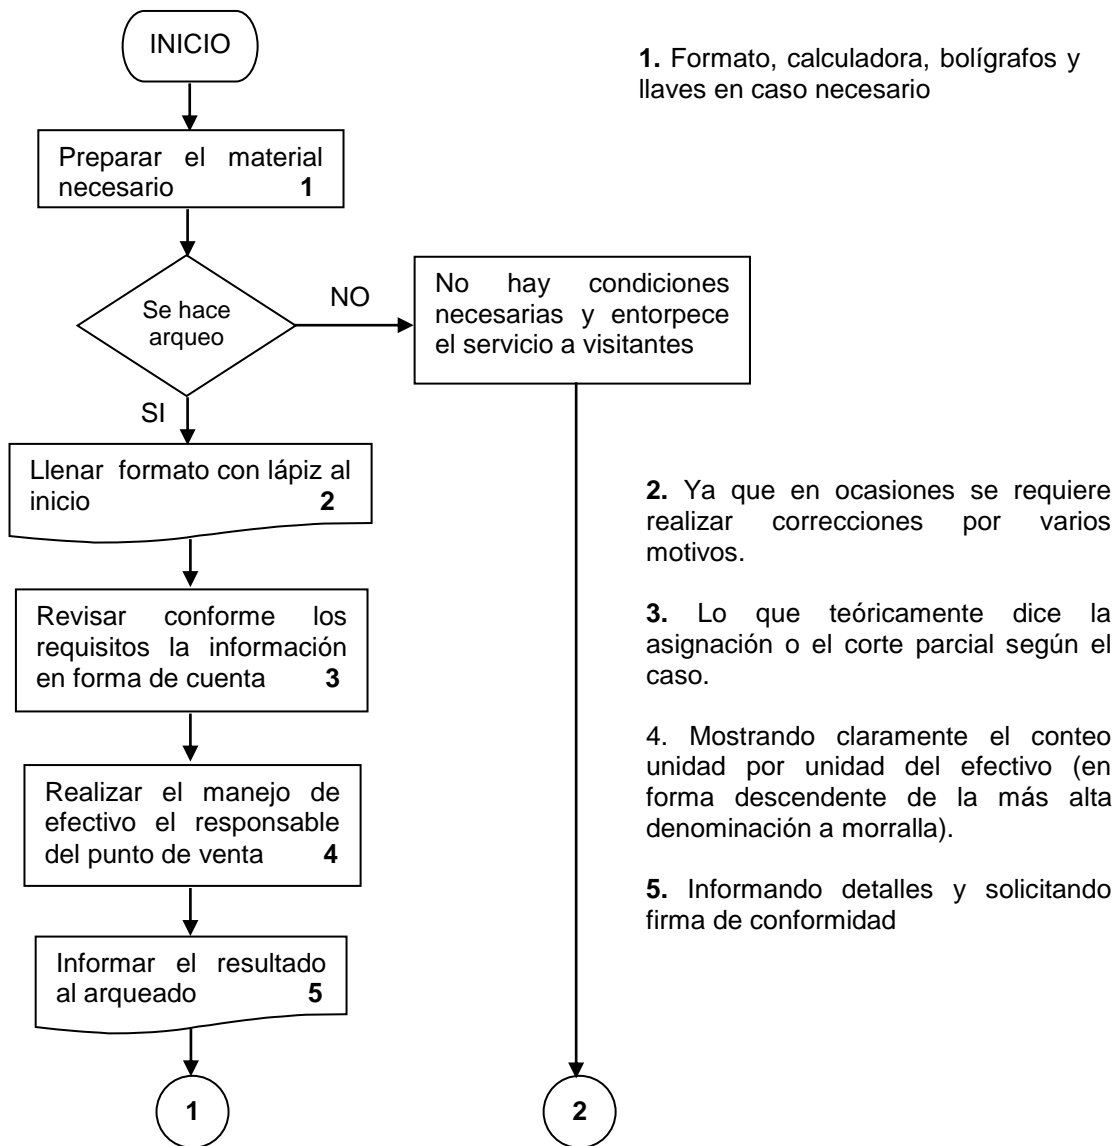 INICIO
1. Formato, calculadora, bolígrafos y
llaves en caso necesario
Preparar el material
necesario 1
Se hace
arqueo
NO
No hay condiciones
necesarias y entorpece
el servicio a visitantes
SI
Llenar formato con lápiz al
inicio 2
2. Ya que en ocasiones se requiere
realizar correcciones por varios
motivos.
Revisar conforme los
requisitos la información
en forma de cuenta 3
3. Lo que teóricamente dice la
asignación o el corte parcial según el
caso.
Realizar el manejo de
efectivo el responsable
del punto de venta 4
4. Mostrando claramente el conteo
unidad por unidad del efectivo (en
forma descendente de la más alta
denominación a morralla).
5. Informando detalles y solicitando
firma de conformidad
Informar el resultado
al arqueado 5
1
2